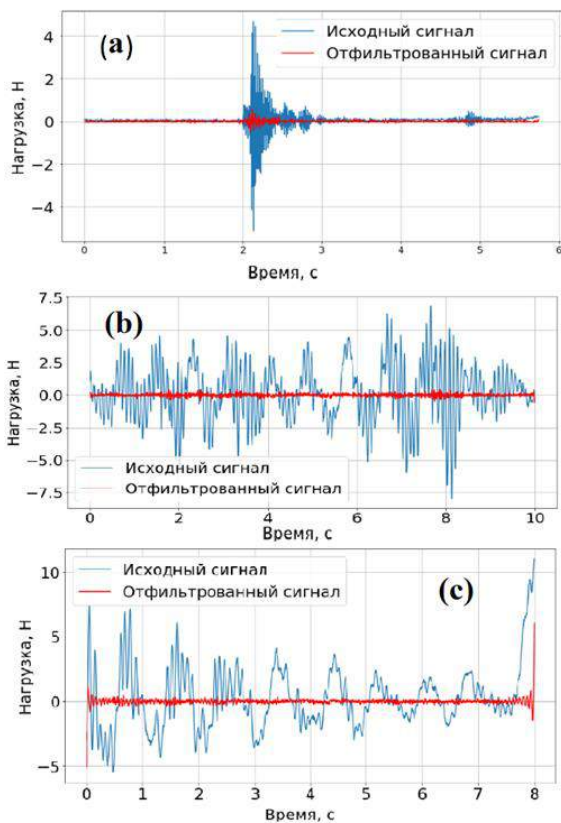 (a)
Исходный сигнал
Отфильтрованный сигнал
Нагрузка, Н
4
2
0
−2
−4
0 1 2 3 4 5 6
Время, с
(b)
Нагрузка, Н
7.5
5.0
2.5
0.0
−2.5
−5.0
−7.5
Исходный сигнал
Отфильтрованный сигнал
0 2 4 6 8 10
Время, с
Исходный сигнал
Отфильтрованный сигнал
(c)
Нагрузка, Н
10
5
0
−5
0 1 2 3 4 5 6 7 8
Время, с